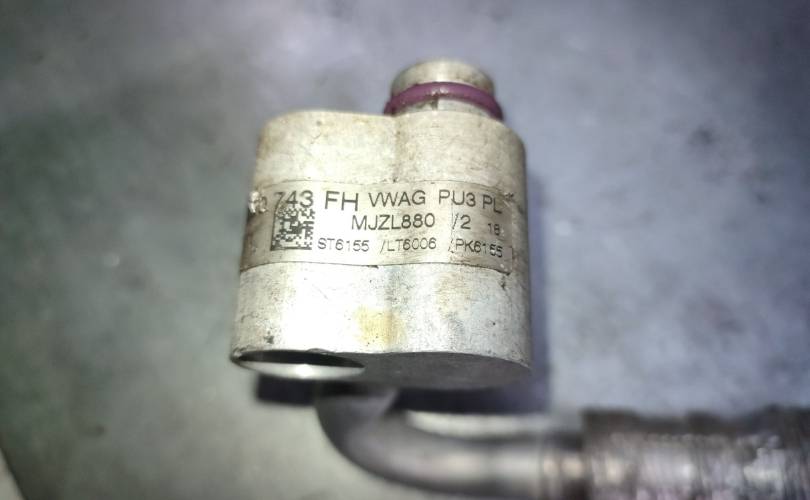 743 FH VWAG PU3 PL
MJZL880 /2 18
ST6155 /LT6006 /PK6155